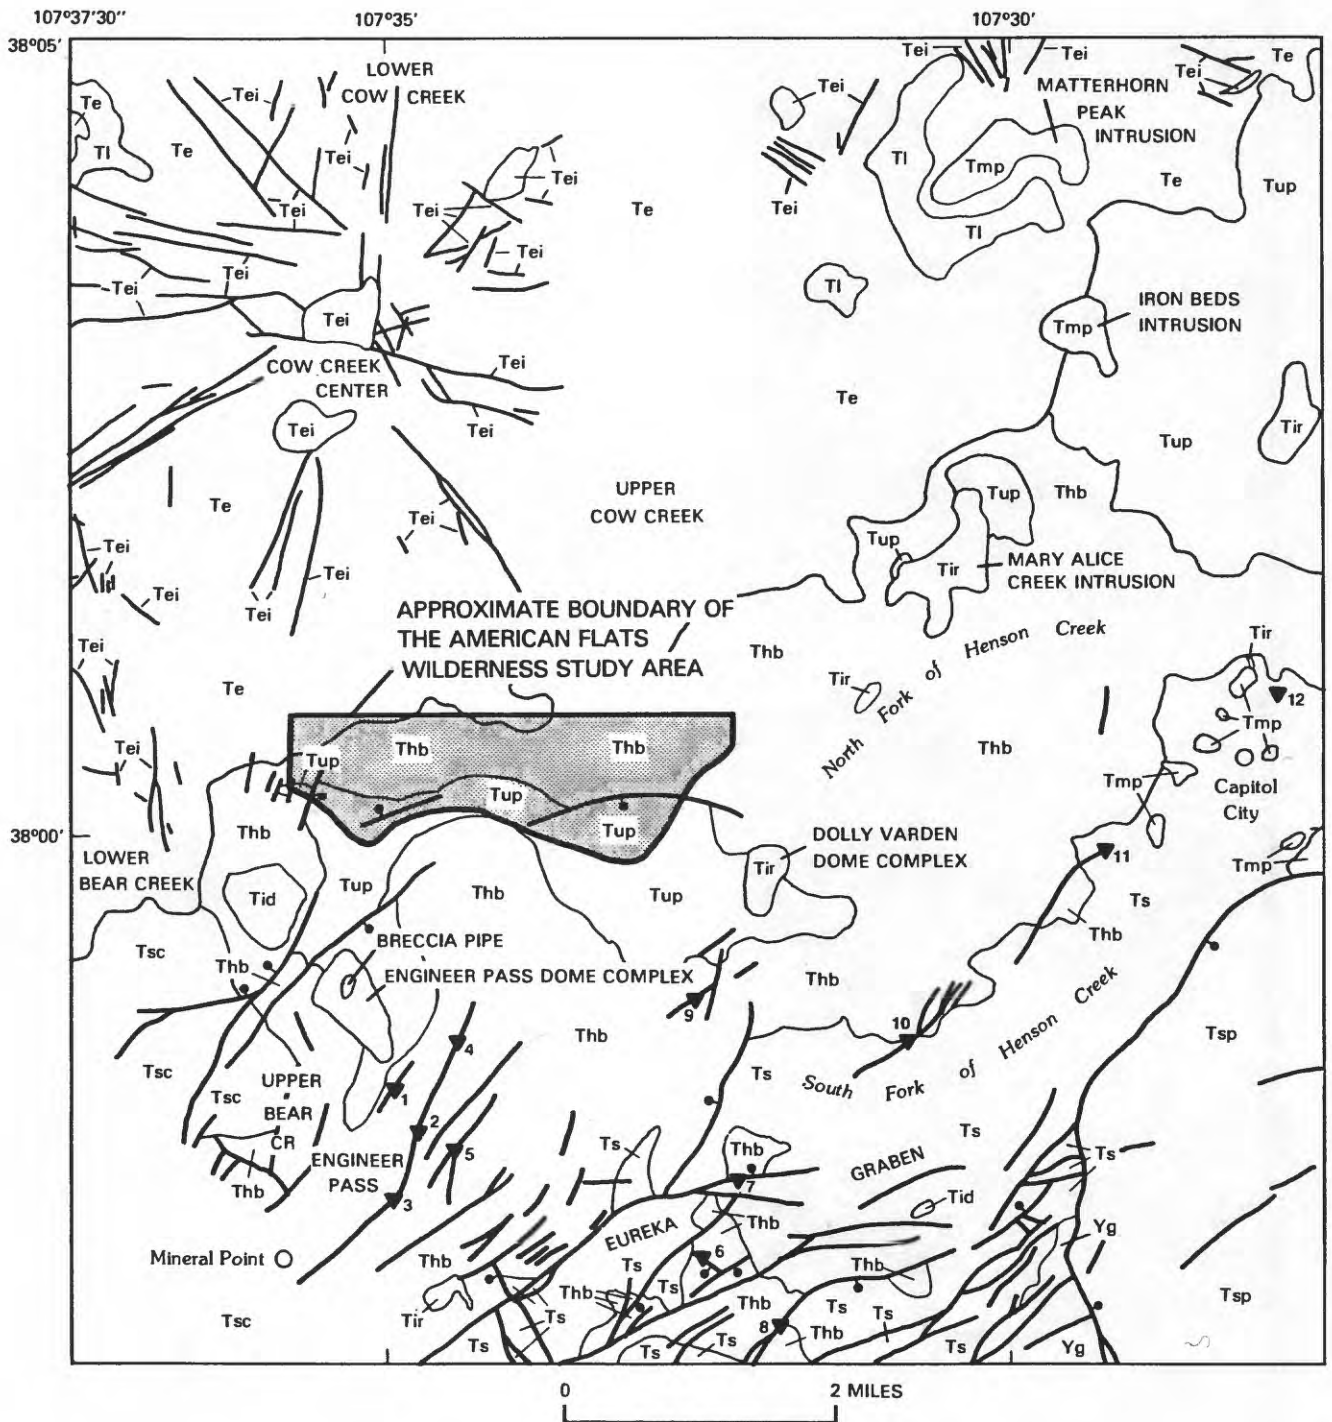 107°37'30" 107°35' 107°30'
38°05'
Tei Tei Tei Te
LOWER
COW CREEK
Tei Tei Tei
MATTERHORN
PEAK
INTRUSION
Te
Tl Te Tei Tei
Tl Tmp Te Tup
Tei Tei Te Tei
Tl
Tei Tei
Tei Tl
IRON BEDS
INTRUSION
Tei Tmp
COW CREEK
CENTER
Tei
Te
Tei Tei Tir
Tup
UPPER
COW CREEK
Tup Thb
Te Tei
Tup
Tei Tir
MARY ALICE
CREEK INTRUSION
Tei Tei Tei
APPROXIMATE BOUNDARY OF
THE AMERICAN FLATS
WILDERNESS STUDY AREA
North Fork of Henson Creek
Tei Thb Tir
Te Tir
12
Tei Tup Thb Thb Thb Tmp
Tmp
Capitol
City
Tup
Thb Tup
38°00'
LOWER
BEAR CREEK
DOLLY VARDEN
DOME COMPLEX
11
Tir Tmp
Tid Tup Thb Tup Ts
BRECCIA PIPE
Thb
Tsc Thb
ENGINEER PASS DOME COMPLEX
Thb
9
10
4 Thb
Tsp
Tsc
UPPER
BEAR
CR
Ts
South Fork of Henson Creek
Tsc 1
2 Ts
Ts Thb Ts
5
ENGINEER
PASS
GRABEN
Thb 7
3 Tid
EUREKA Thb Yg
Mineral Point
Thb 6
Ts Thb
Thb Ts Thb
Tir Ts Ts Ts Tsp
Tsc 8 Thb
Ts Ts Ts Ts Ts Yg
0 2 MILES